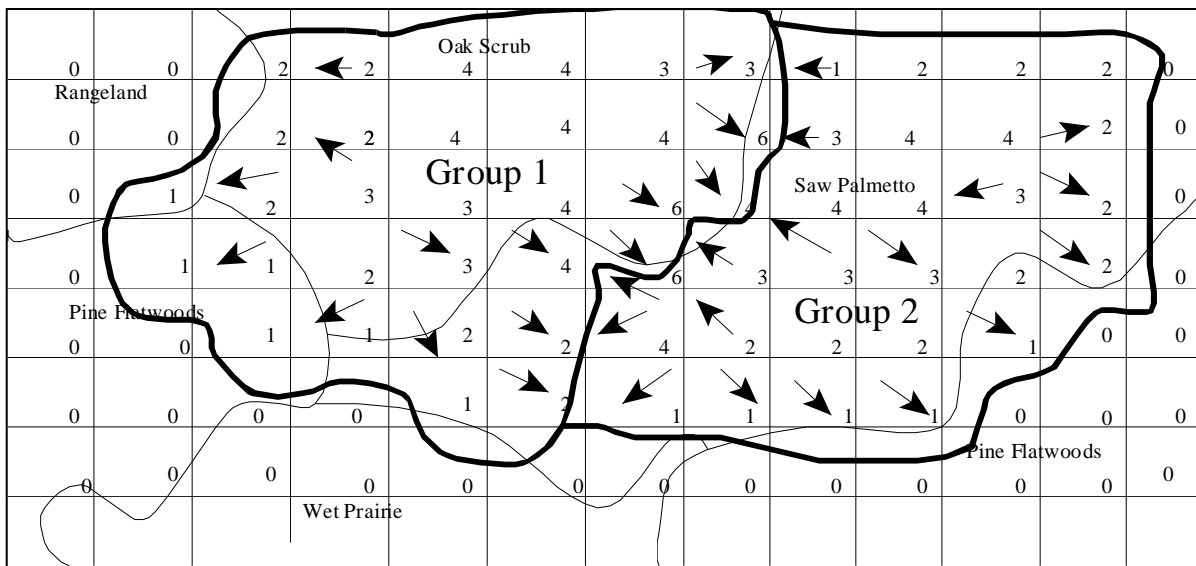 Oak Scrub
0 0 2 2 4 4 3 3 1 2 2 2 0
Rangeland
0 0 2 2 4 4 4 6 3 4 4 2 0
Group 1
Saw Palmetto
0 1 2 3 3 4 6 4 4 4 3 2 0
0 1 1 2 3 4 6 3 3 3 2 2 0
Pine Flatwoods
Group 2
0 0 1 1 2 2 4 2 2 2 1 0 0
0 0 0 0 1 2 1 1 1 1 0 0 0
Pine Flatwoods
0 0 0 0 0 0 0 0 0 0 0 0 0
Wet Prairie